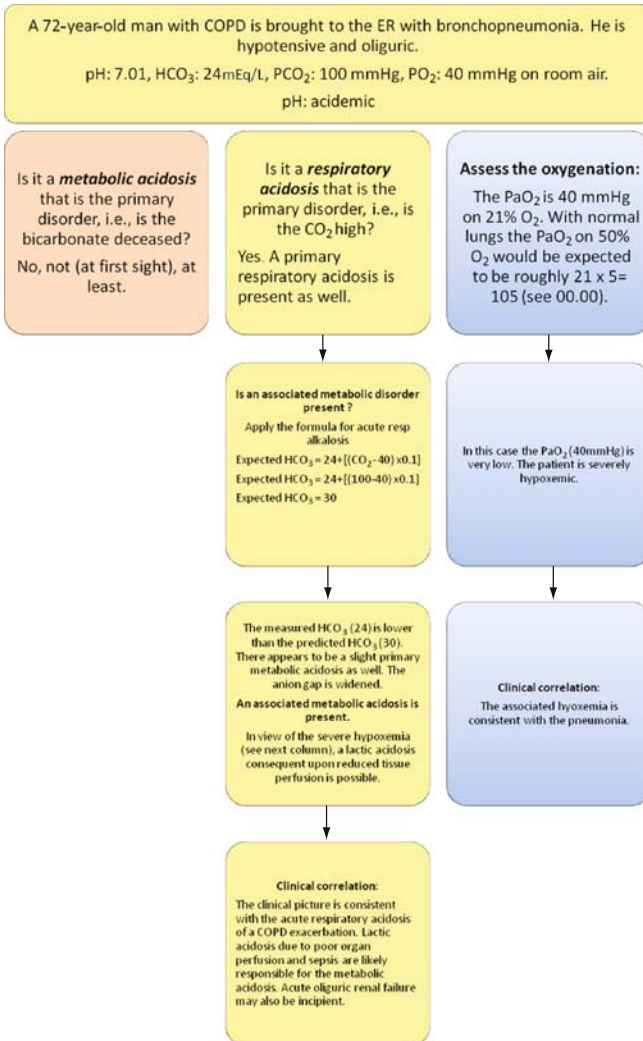 A 72-year-old man with COPD is brought to the ER with bronchopneumonia. He is
hypotensive and oliguric.
pH: 7.01, HCO3: 24mEq/L, PCO2: 100 mmHg, PO2: 40 mmHg on room air.
pH: acidemic
Is it a metabolic acidosis
that is the primary
disorder, i.e., is the
bicarbonate deceased?
No, not (at first sight), at
least.
Is it a respiratory
acidosis that is the
primary disorder, i.e., is
the CO2 high?
Yes. A primary
respiratory acidosis is
present as well.
Assess the oxygenation:
The PaO2 is 40 mmHg
on 21% O2. With normal
lungs the PaO2 on 50%
O2 would be expected
to be roughly 21 x 5=
105 (see 00.00).
Is an associated metabolic disorder
present ?
Apply the formula for acute resp
alkalosis
Expected HCO3 = 24+[(CO2-40) x0.1]
Expected HCO3 = 24+[(100-40) x0.1]
Expected HCO3 = 30
In this case the PaO2 (40mmHg) is
very low. The patient is severely
hypoxemic.
The measured HCO3 (24) is lower
than the predicted HCO3 (30).
There appears to be a slight primary
metabolic acidosis as well. The
anion gap is widened.
An associated metabolic acidosis is
present.
In view of the severe hypoxemia
(see next column), a lactic acidosis
consequent upon reduced tissue
perfusion is possible.
Clinical correlation:
The associated hyoxemia is
consistent with the pneumonia.
Clinical correlation:
The clinical picture is consistent
with the acute respiratory acidosis
of a COPD exacerbation. Lactic
acidosis due to poor organ
perfusion and sepsis are likely
responsible for the metabolic
acidosis. Acute oliguric renal failure
may also be incipient.